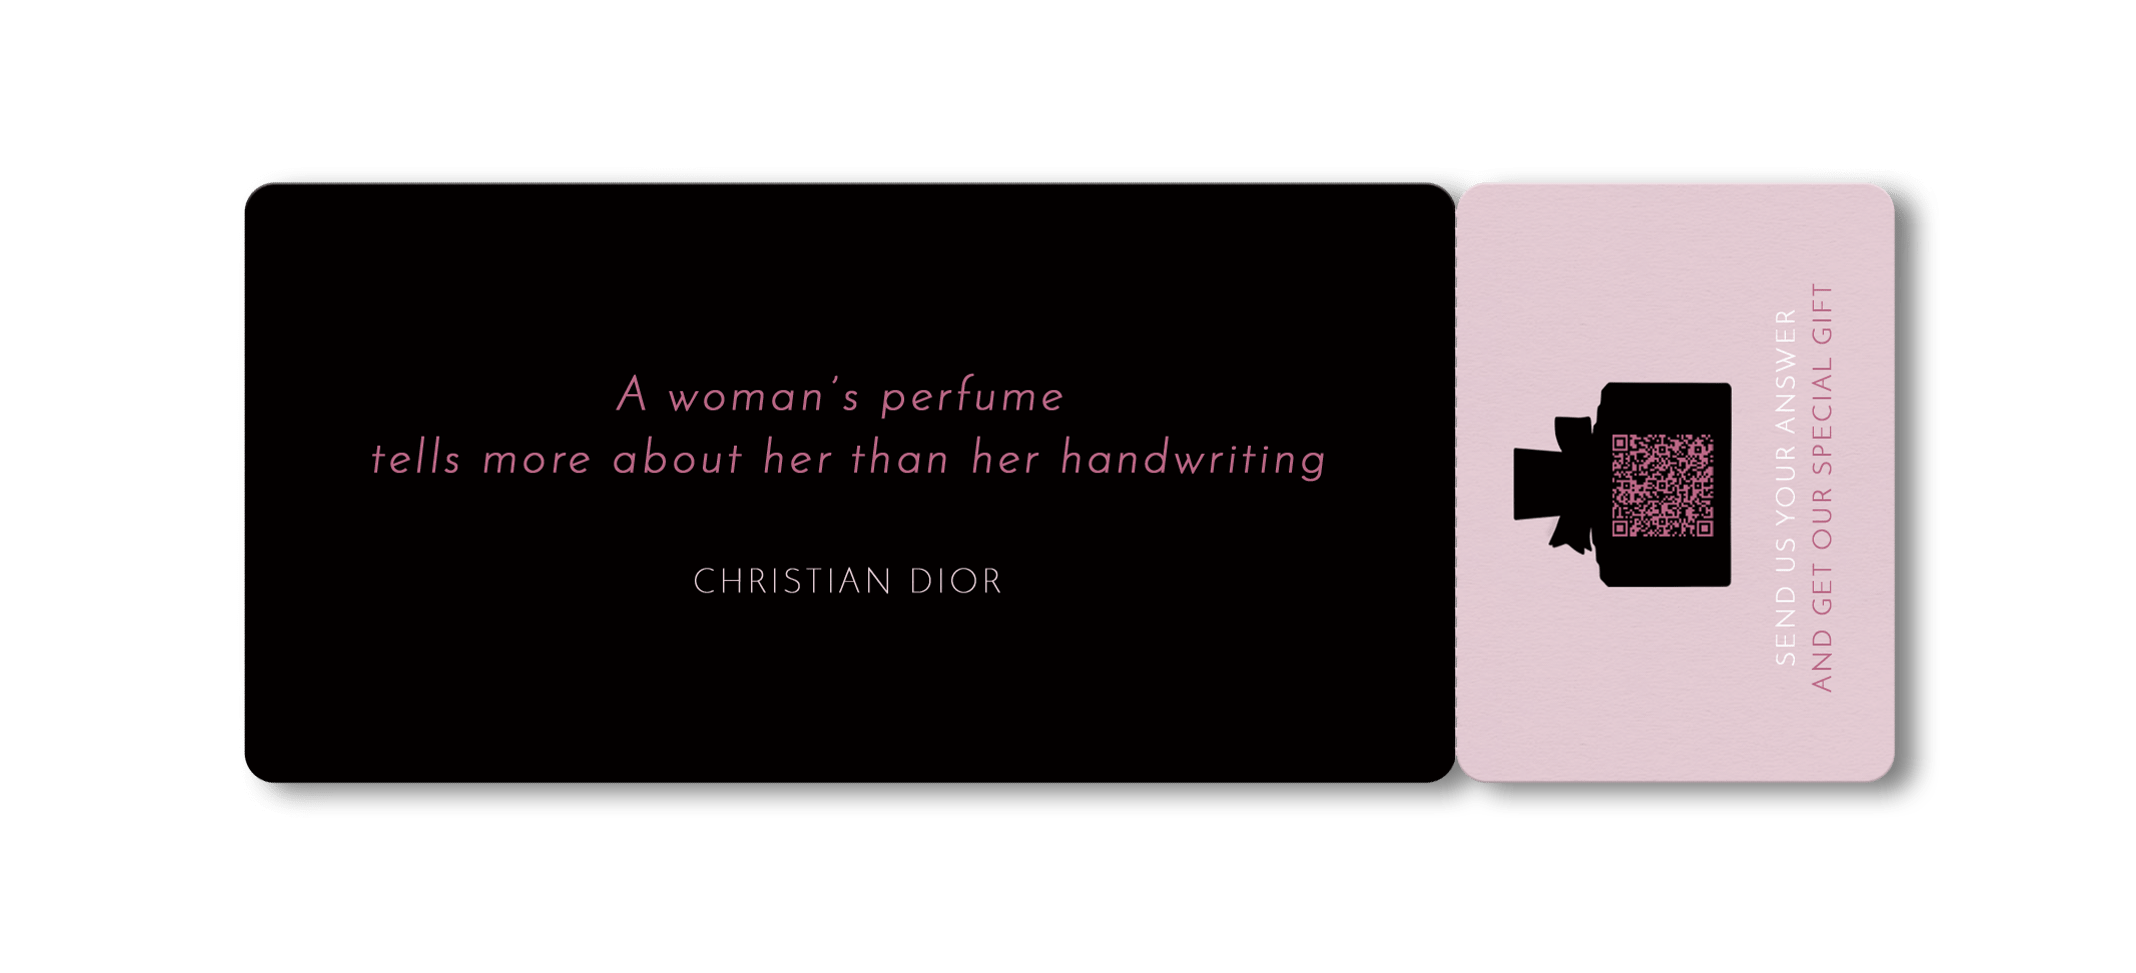 A woman's perfume
tells more about her than her handwriting
CHRISTIAN DIOR
SEND US YOUR ANSWER
AND GET OUR SPECIAL GIFT